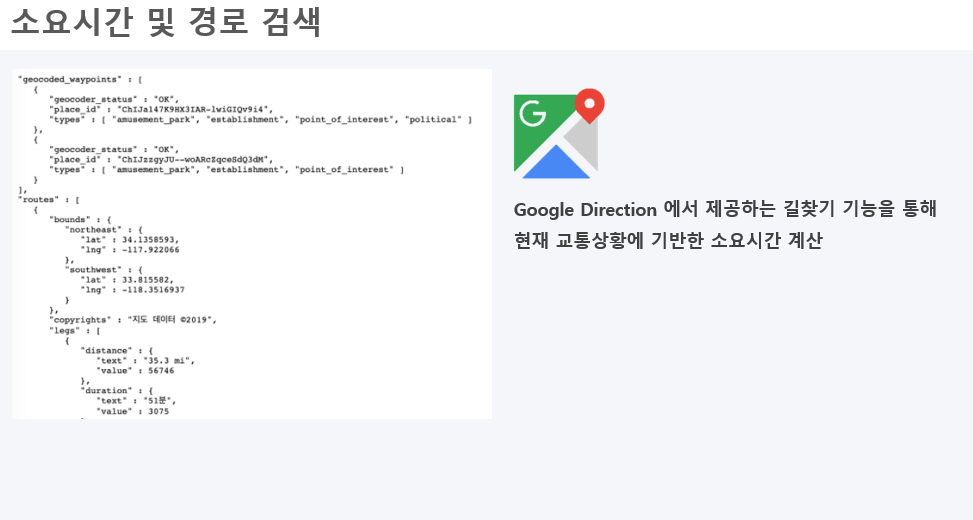 소요시간 및 경로 검색
"geocoded_waypoints" : [
{
"geocoder_status" : "OK",
"place_id" : "ChIJa147K9HX3IAR-lwiGIQv9i4",
"types" : [ "amusement_park", "establishment", "point_of_interest", "political" ]
},
{
"geocoder_status" : "OK",
"place_id" : "ChIJzzgyJU--woARcZqceSdQ3dM",
"types" : [ "amusement_park", "establishment", "point_of_interest" ]
}
],
"routes" : [
{
"bounds" : {
"northeast" : {
"lat" : 34.1358593,
"lng" : -117.922066
},
"southwest" : {
"lat" : 33.815582,
"lng" : -118.3516937
}
},
"copyrights" : "지도 데이터 ©2019",
"legs" : [
{
"distance" : {
"text" : "35.3 mi",
"value" : 56746
},
"duration" : {
"text" : "51분",
"value" : 3075
G
Google Direction 에서 제공하는 길찾기 기능을 통해
현재 교통상황에 기반한 소요시간 계산